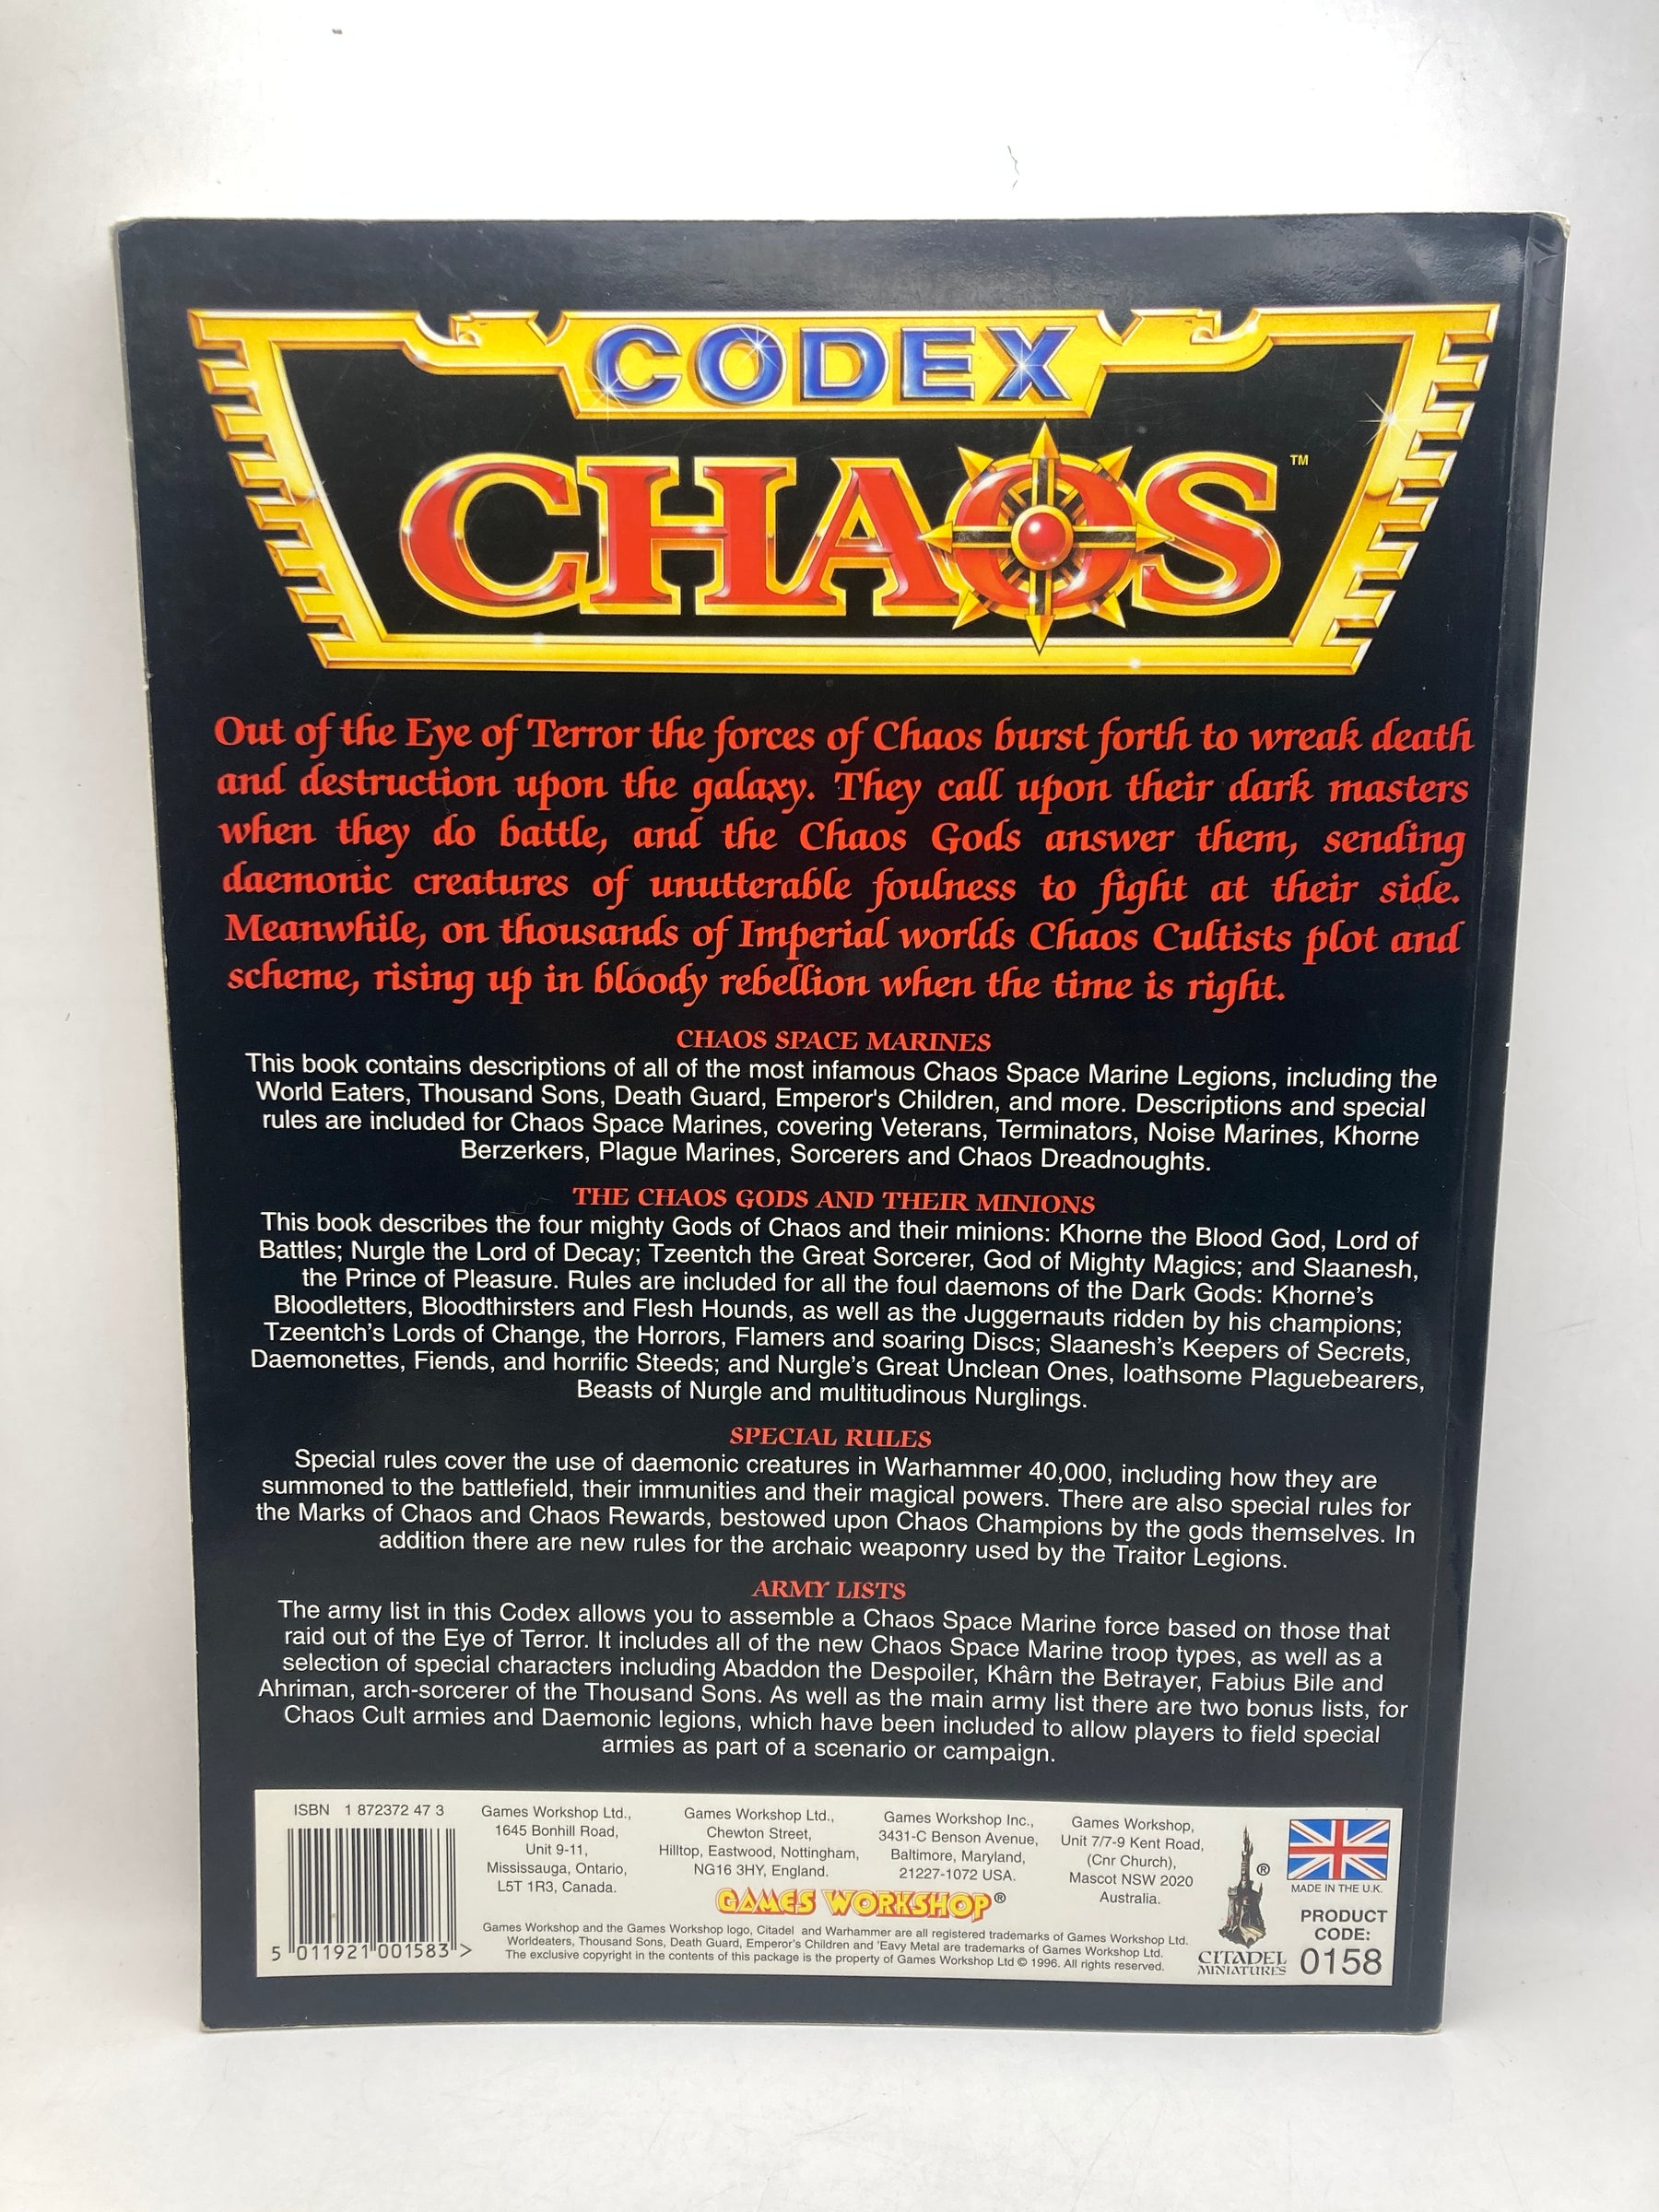 CODEX
CHAOS™
Out of the Eye of Terror the forces of Chaos burst forth to wreak death
and destruction upon the galaxy. They call upon their dark masters
when they do battle, and the Chaos Gods answer them, sending
daemonic creatures of unutterable foulness to fight at their side.
Meanwhile, on thousands of Imperial worlds Chaos Cultists plot and
scheme, rising up in bloody rebellion when the time is right.
CHAOS SPACE MARINES
This book contains descriptions of all of the most infamous Chaos Space Marine Legions, including the
World Eaters, Thousand Sons, Death Guard, Emperor's Children, and more. Descriptions and special
rules are included for Chaos Space Marines, covering Veterans, Terminators, Noise Marines, Khorne
Berzerkers, Plague Marines, Sorcerers and Chaos Dreadnoughts.
THE CHAOS GODS AND THEIR MINIONS
This book describes the four mighty Gods of Chaos and their minions: Khorne the Blood God, Lord of
Battles; Nurgle the Lord of Decay; Tzeentch the Great Sorcerer, God of Mighty Magics; and Slaanesh,
the Prince of Pleasure. Rules are included for all the foul daemons of the Dark Gods: Khorne's
Bloodletters, Bloodthirsters and Flesh Hounds, as well as the Juggernauts ridden by his champions;
Tzeentch's Lords of Change, the Horrors, Flamers and soaring Discs; Slaanesh's Keepers of Secrets,
Daemonettes, Fiends, and horrific Steeds; and Nurgle's Great Unclean Ones, loathsome Plaguebearers,
Beasts of Nurgle and multitudinous Nurglings.
SPECIAL RULES
Special rules cover the use of daemonic creatures in Warhammer 40,000, including how they are
summoned to the battlefield, their immunities and their magical powers. There are also special rules for
the Marks of Chaos and Chaos Rewards, bestowed upon Chaos Champions by the gods themselves. In
addition there are new rules for the archaic weaponry used by the Traitor Legions.
ARMY LISTS
The army list in this Codex allows you to assemble a Chaos Space Marine force based on those that
raid out of the Eye of Terror. It includes all of the new Chaos Space Marine troop types, as well as a
selection of special characters including Abaddon the Despoiler, Khârn the Betrayer, Fabius Bile and
Ahriman, arch-sorcerer of the Thousand Sons. As well as the main army list there are two bonus lists, for
Chaos Cult armies and Daemonic legions, which have been included to allow players to field special
armies as part of a scenario or campaign.
ISBN 1 872372 47 3
5 011921 001583 >
Games Workshop Ltd.,
1645 Bonhill Road,
Unit 9-11,
Mississauga, Ontario,
L5T 1R3, Canada.
Games Workshop Ltd.,
Chewton Street,
Hilltop, Eastwood, Nottingham,
NG16 3HY, England.
Games Workshop Inc.,
3431-C Benson Avenue,
Baltimore, Maryland,
21227-1072 USA.
Games Workshop,
Unit 7/7-9 Kent Road,
(Cnr Church),
Mascot NSW 2020
Australia.
GAMES WORKSHOP®
Games Workshop and the Games Workshop logo, Citadel and Warhammer are all registered trademarks of Games Workshop Ltd.
Worldeaters, Thousand Sons, Death Guard, Emperor's Children and 'Eavy Metal are trademarks of Games Workshop Ltd.
The exclusive copyright in the contents of this package is the property of Games Workshop Ltd © 1996. All rights reserved.
®
CITADEL
MINIATURES
MADE IN THE U.K.
PRODUCT
CODE:
0158